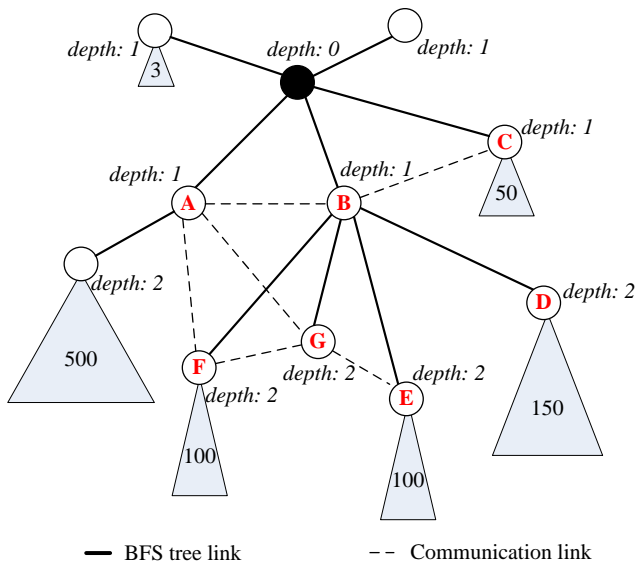 depth: 0
depth: 1
depth: 1
3
C
depth: 1
depth: 1
depth: 1
50
A
B
depth: 2
D
depth: 2
500
G
F
depth: 2
depth: 2
depth: 2
E
150
100
100
BFS tree link
Communication link